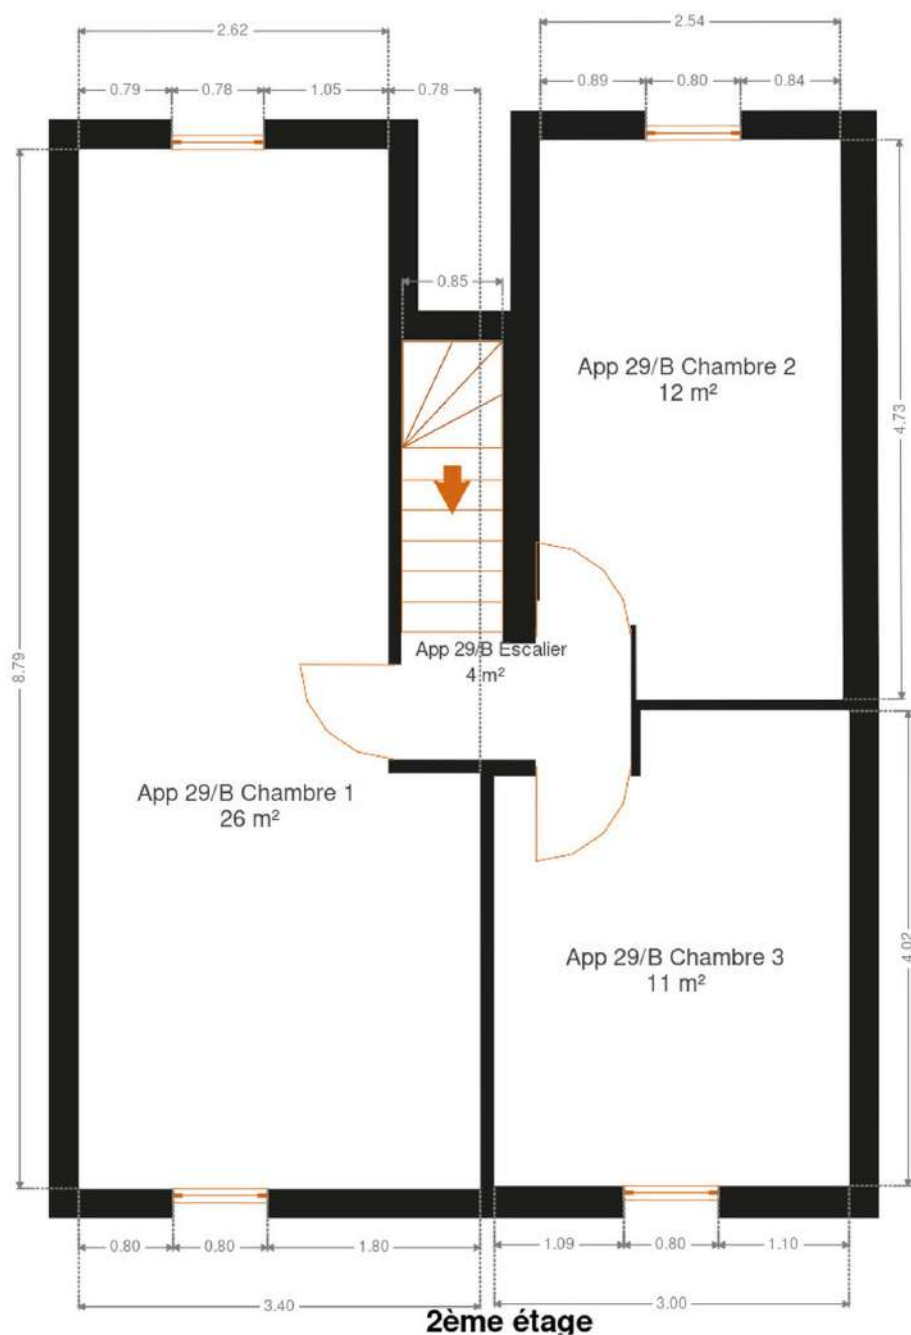 2.62
2.54
0.79
0.78
1.05
0.78
0.89
0.80
0.84
0.85
App 29/B Chambre 2
12 m²
4.73
App 29/B Escalier
4 m²
8.79
App 29/B Chambre 1
26 m²
App 29/B Chambre 3
11 m²
4.02
0.80
0.80
1.80
1.09
0.80
1.10
3.40
3.00
2ème étage